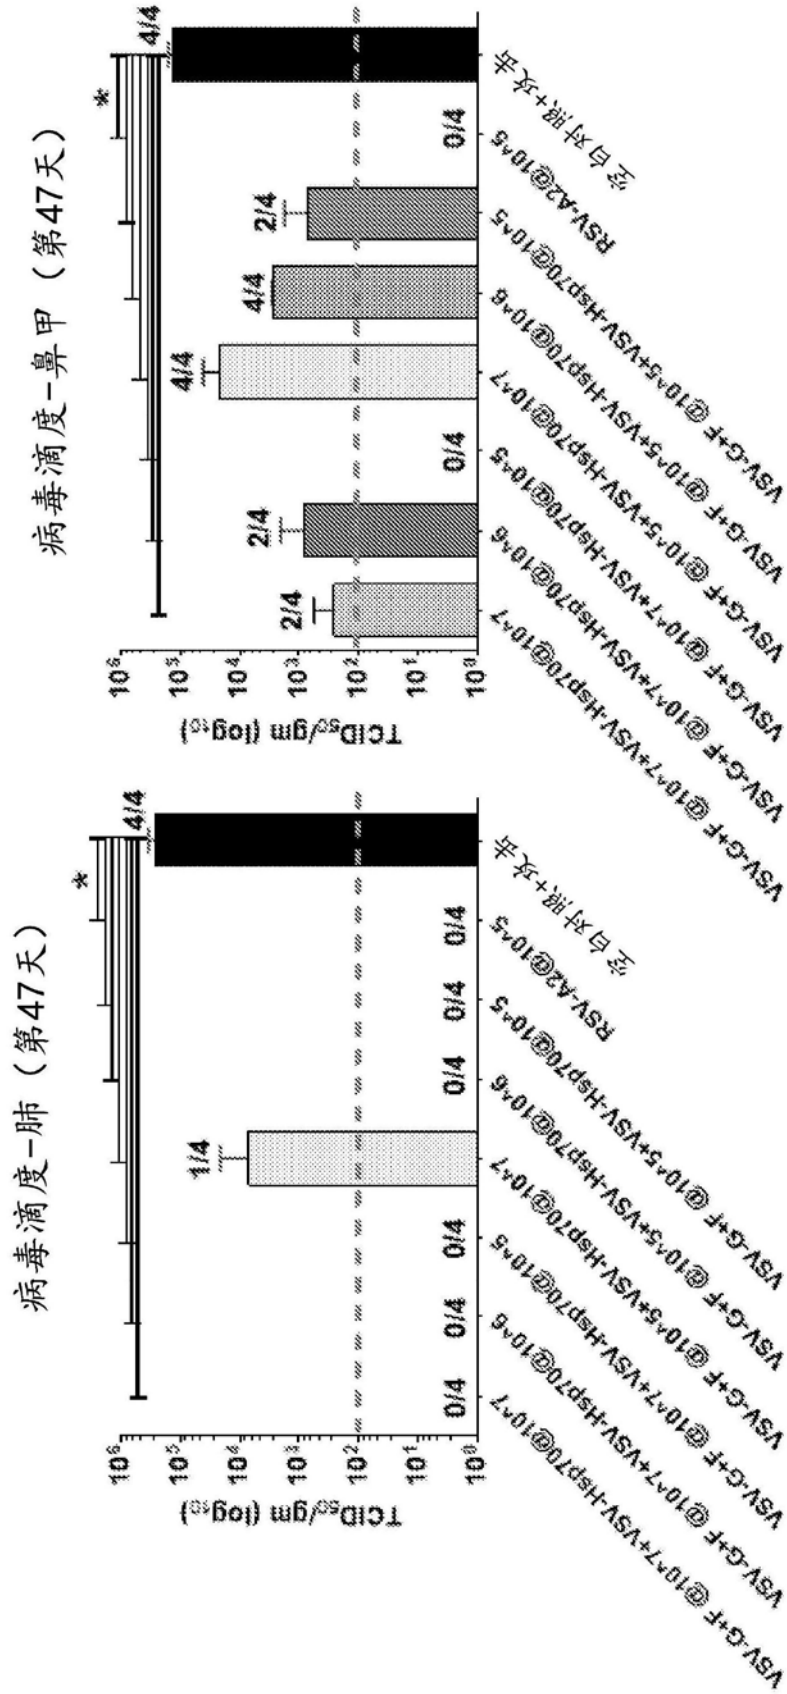 病毒滴度-肺（第47天）
TCID₅₀/gm (log₁₀)
10⁶
10⁵
10⁴
10³
10²
10¹
10⁰
*
0/4
0/4
0/4
1/4
0/4
0/4
0/4
4/4
VSV-G+F @10^7+VSV-Hsp70@10^7
VSV-G+F @10^7+VSV-Hsp70@10^6
VSV-G+F @10^7+VSV-Hsp70@10^5
VSV-G+F @10^5+VSV-Hsp70@10^7
VSV-G+F @10^5+VSV-Hsp70@10^6
VSV-G+F @10^5+VSV-Hsp70@10^5
RSV-A2@10^5
空白对照+攻击
病毒滴度-鼻甲（第47天）
TCID₅₀/gm (log₁₀)
10⁶
10⁵
10⁴
10³
10²
10¹
10⁰
*
2/4
2/4
0/4
4/4
4/4
2/4
0/4
4/4
VSV-G+F @10^7+VSV-Hsp70@10^7
VSV-G+F @10^7+VSV-Hsp70@10^6
VSV-G+F @10^7+VSV-Hsp70@10^5
VSV-G+F @10^5+VSV-Hsp70@10^7
VSV-G+F @10^5+VSV-Hsp70@10^6
VSV-G+F @10^5+VSV-Hsp70@10^5
RSV-A2@10^5
空白对照+攻击